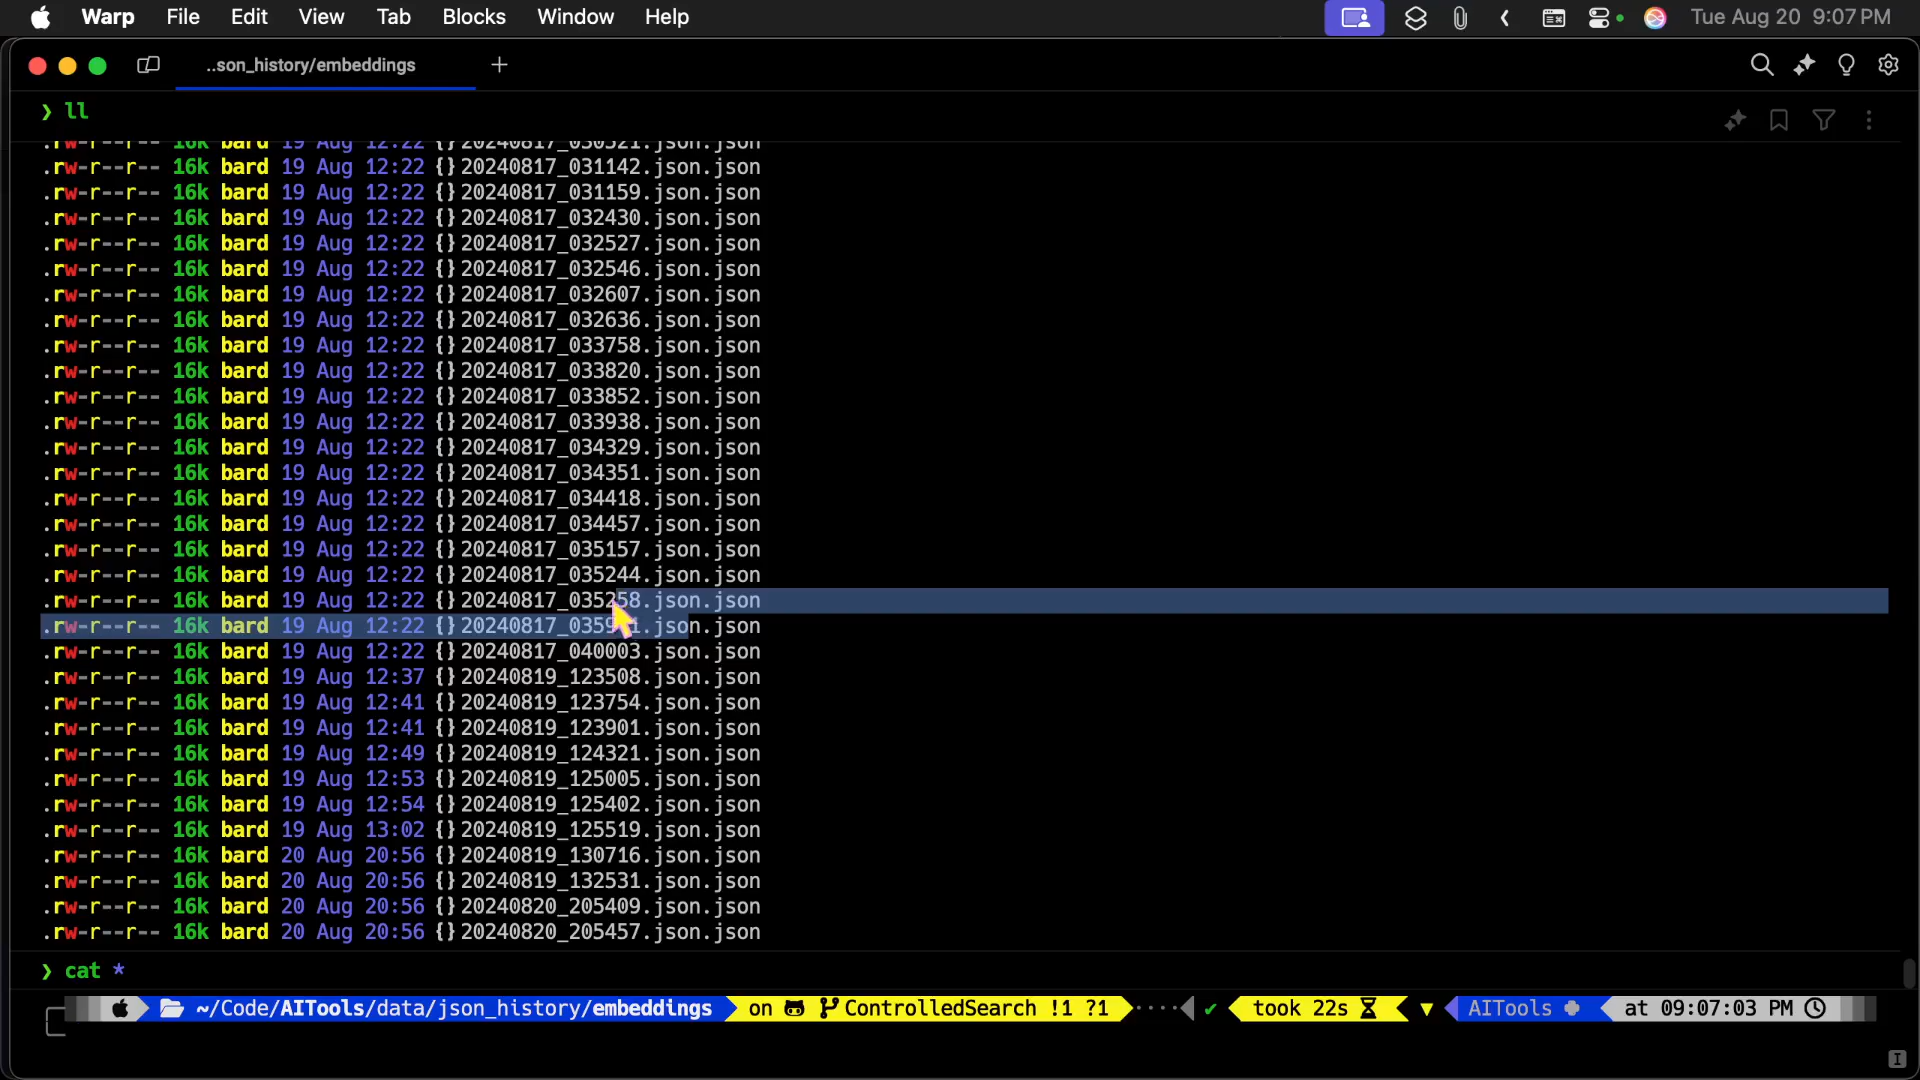 Warp File Edit View Tab Blocks Window Help Tue Aug 20 9:07 PM
..son_history/embeddings +
❯ ll
.rw-r--r-- 16k bard 19 Aug 12:22 {} 20240817_030521.json.json
.rw-r--r-- 16k bard 19 Aug 12:22 {} 20240817_031142.json.json
.rw-r--r-- 16k bard 19 Aug 12:22 {} 20240817_031159.json.json
.rw-r--r-- 16k bard 19 Aug 12:22 {} 20240817_032430.json.json
.rw-r--r-- 16k bard 19 Aug 12:22 {} 20240817_032527.json.json
.rw-r--r-- 16k bard 19 Aug 12:22 {} 20240817_032546.json.json
.rw-r--r-- 16k bard 19 Aug 12:22 {} 20240817_032607.json.json
.rw-r--r-- 16k bard 19 Aug 12:22 {} 20240817_032636.json.json
.rw-r--r-- 16k bard 19 Aug 12:22 {} 20240817_033758.json.json
.rw-r--r-- 16k bard 19 Aug 12:22 {} 20240817_033820.json.json
.rw-r--r-- 16k bard 19 Aug 12:22 {} 20240817_033852.json.json
.rw-r--r-- 16k bard 19 Aug 12:22 {} 20240817_033938.json.json
.rw-r--r-- 16k bard 19 Aug 12:22 {} 20240817_034329.json.json
.rw-r--r-- 16k bard 19 Aug 12:22 {} 20240817_034351.json.json
.rw-r--r-- 16k bard 19 Aug 12:22 {} 20240817_034418.json.json
.rw-r--r-- 16k bard 19 Aug 12:22 {} 20240817_034457.json.json
.rw-r--r-- 16k bard 19 Aug 12:22 {} 20240817_035157.json.json
.rw-r--r-- 16k bard 19 Aug 12:22 {} 20240817_035244.json.json
.rw-r--r-- 16k bard 19 Aug 12:22 {} 20240817_035258.json.json
.rw-r--r-- 16k bard 19 Aug 12:22 {}
.rw-r--r-- 16k bard 19 Aug 12:22 {} 20240817_040003.json.json
.rw-r--r-- 16k bard 19 Aug 12:37 {} 20240819_123508.json.json
.rw-r--r-- 16k bard 19 Aug 12:41 {} 20240819_123754.json.json
.rw-r--r-- 16k bard 19 Aug 12:41 {} 20240819_123901.json.json
.rw-r--r-- 16k bard 19 Aug 12:49 {} 20240819_124321.json.json
.rw-r--r-- 16k bard 19 Aug 12:53 {} 20240819_125005.json.json
.rw-r--r-- 16k bard 19 Aug 12:54 {} 20240819_125402.json.json
.rw-r--r-- 16k bard 19 Aug 13:02 {} 20240819_125519.json.json
.rw-r--r-- 16k bard 20 Aug 20:56 {} 20240819_130716.json.json
.rw-r--r-- 16k bard 20 Aug 20:56 {} 20240819_132531.json.json
.rw-r--r-- 16k bard 20 Aug 20:56 {} 20240820_205409.json.json
.rw-r--r-- 16k bard 20 Aug 20:56 {} 20240820_205457.json.json
❯ cat *
~/Code/AITools/data/json_history/embeddings on ControlledSearch !1 ?1 ···· ✔ took 22s ▼ AITools at 09:07:03 PM